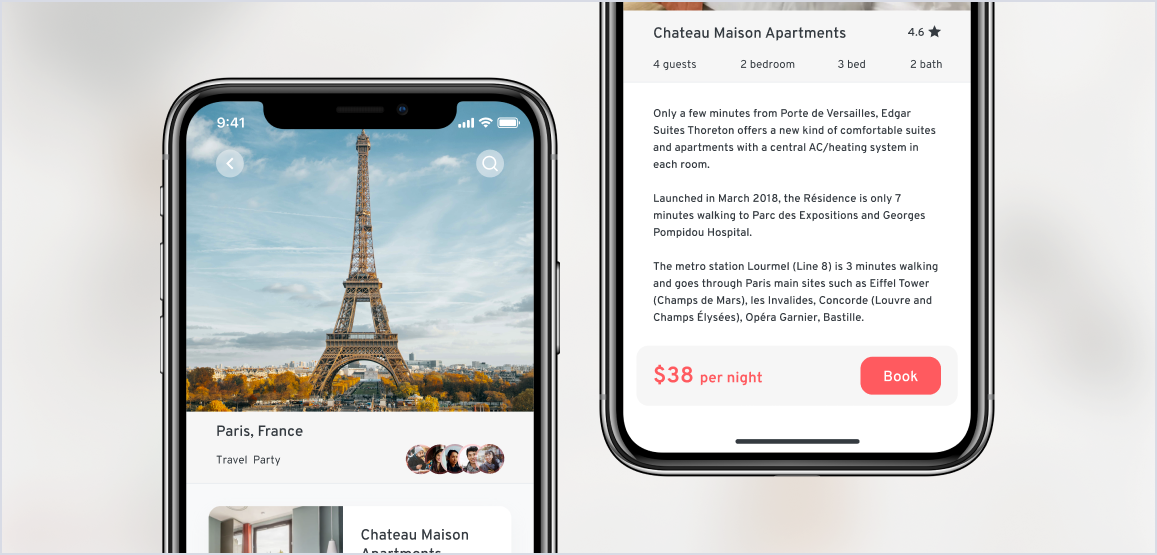 9:41
Paris, France
Travel Party
Chateau Maison
Apartments
Chateau Maison Apartments
4.6
4 guests 2 bedroom 3 bed 2 bath
Only a few minutes from Porte de Versailles, Edgar
Suites Thoreton offers a new kind of comfortable suites
and apartments with a central AC/heating system in
each room.
Launched in March 2018, the Résidence is only 7
minutes walking to Parc des Expositions and Georges
Pompidou Hospital.
The metro station Lourmel (Line 8) is 3 minutes walking
and goes through Paris main sites such as Eiffel Tower
(Champs de Mars), les Invalides, Concorde (Louvre and
Champs Élysées), Opéra Garnier, Bastille.
$38 per night
Book